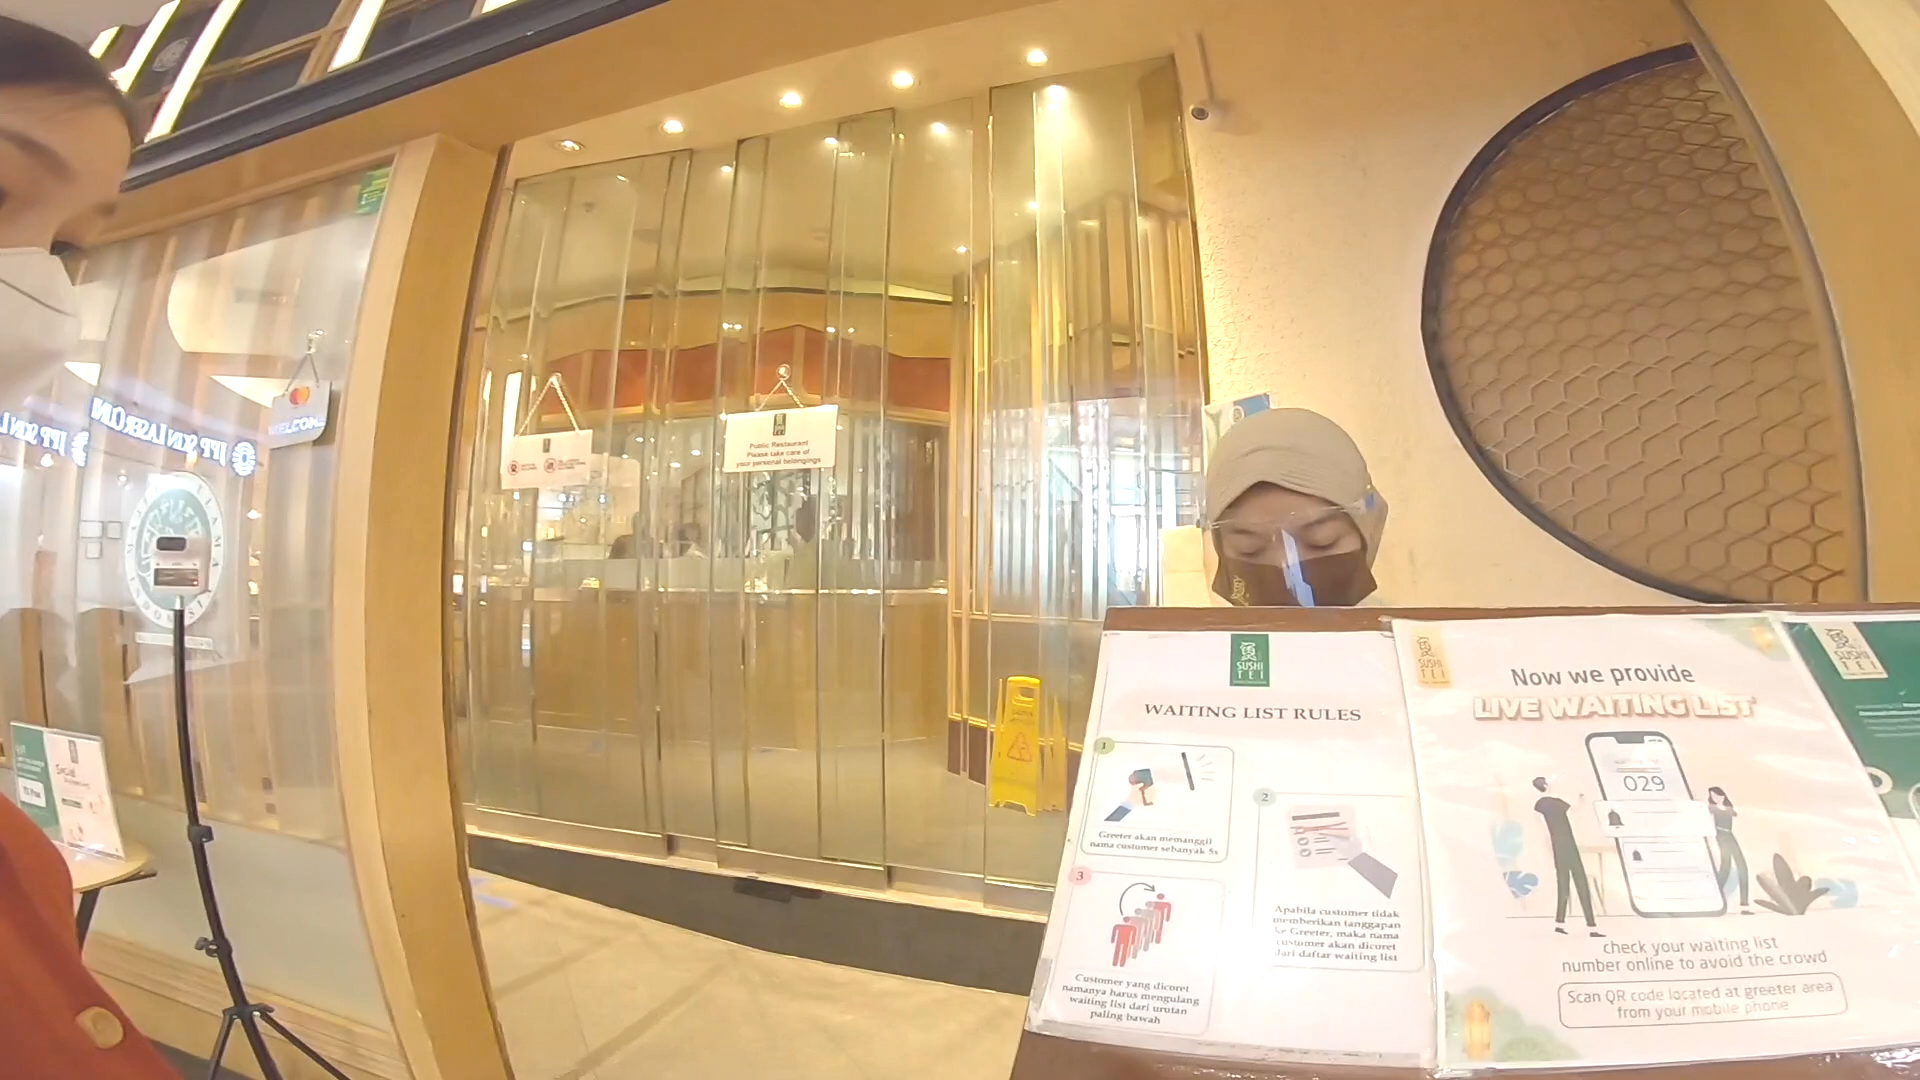 WELCOME
Public Restaurant
Please take care of
your personal belongings
SUSHI
TEI
WAITING LIST RULES
1
Greeter akan memanggil
nama customer sebanyak 5x
2
Apabila customer tidak
memberikan tanggapan
ke Greeter, maka nama
customer akan dicoret
dari daftar waiting list
3
Customer yang dicoret
namanya harus mengulang
waiting list dari urutan
paling bawah
SUSHI
TEI
Now we provide
LIVE WAITING LIST
029
check your waiting list
number online to avoid the crowd
Scan QR code located at greeter area
from your mobile phone
SUSHI
TEI